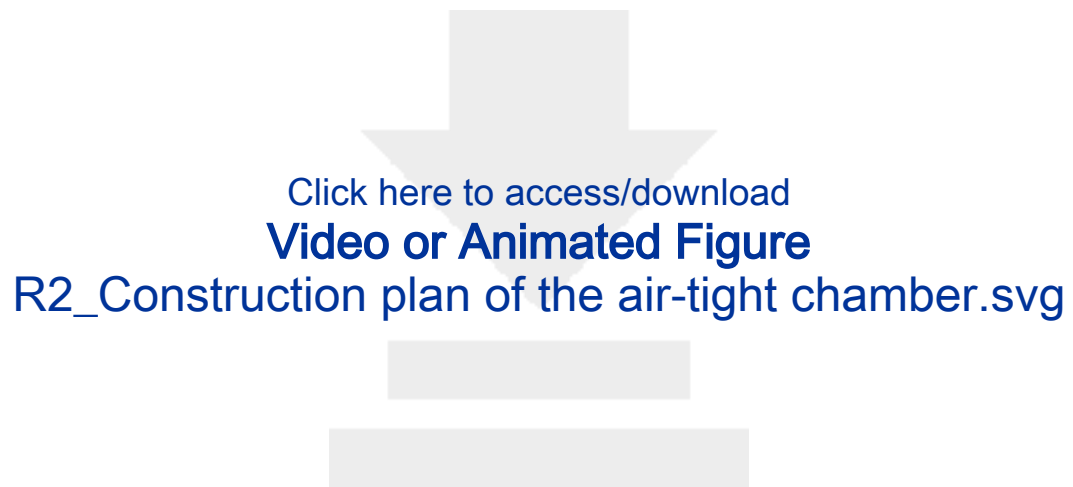 Click here to access/download
Video or Animated Figure
R2_Construction plan of the air-tight chamber.svg